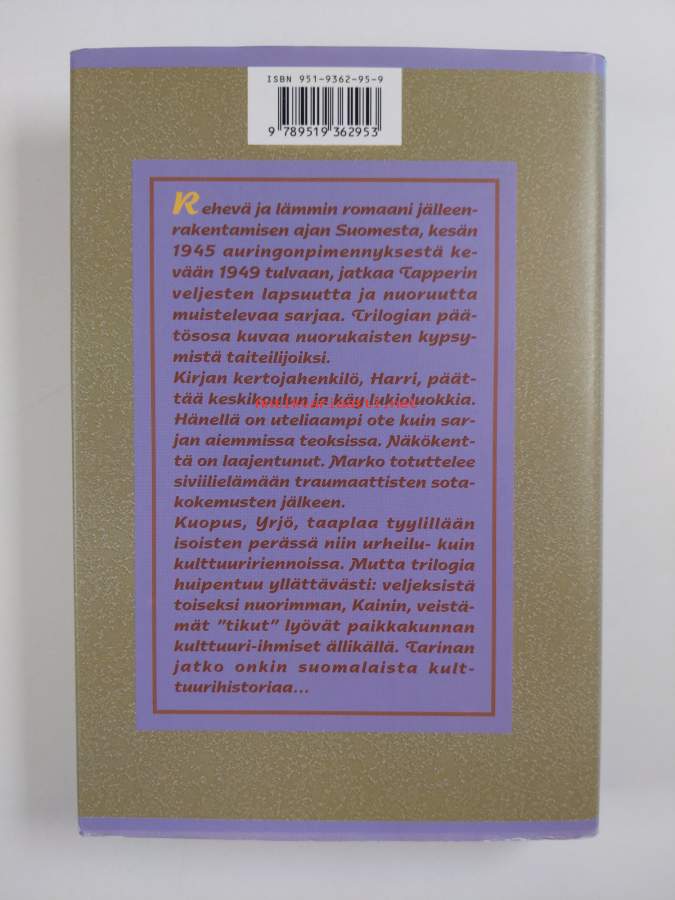 ISBN 951-9362-95-9
9 789519 362953
Rehevä ja lämmin romaani jälleen-
rakentamisen ajan Suomesta, kesän
1945 auringonpimennyksestä ke-
vään 1949 tulvaan, jatkaa Tapperin
veljesten lapsuutta ja nuoruutta
muistelevaa sarjaa. Trilogian pää-
tösosa kuvaa nuorukaisten kypsy-
mistä taiteilijoiksi.
Kirjan kertojahenkilö, Harri, päät-
tää keskikoulun ja käy lukioluokkia.
antikvariaatti.net
Hänellä on uteliaampi ote kuin sar-
jan aiemmissa teoksissa. Näkökent-
tä on laajentunut. Marko totuttelee
siviilielämään traumaattisten sota-
kokemusten jälkeen.
Kuopus, Yrjö, taaplaa tyylillään
isoisten perässä niin urheilu- kuin
kulttuuririennoissa. Mutta trilogia
huipentuu yllättävästi: veljeksistä
toiseksi nuorimman, Kainin, veistä-
mät ”tikut” lyövät paikkakunnan
kulttuuri-ihmiset ällikällä. Tarinan
jatko onkin suomalaista kult-
tuurihistoriaa...